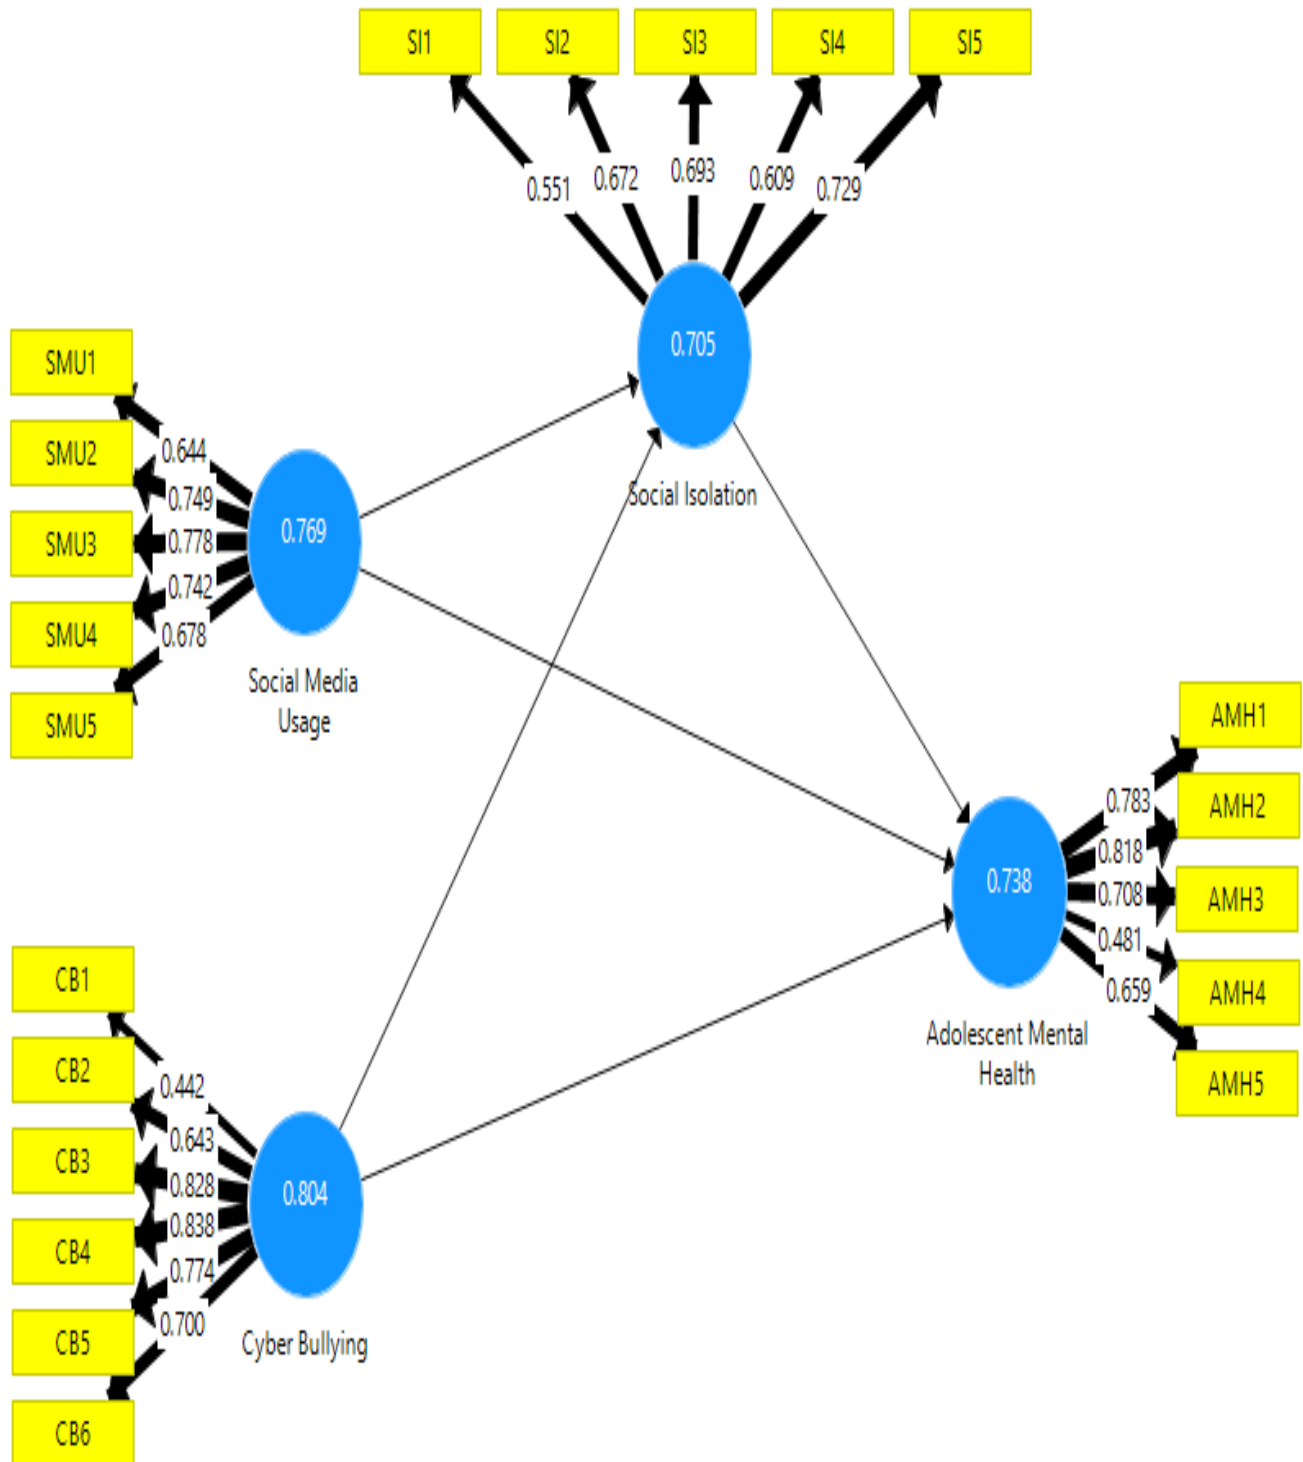 SI1
SI2
SI3
SI4
SI5
0.551
0.672
0.693
0.609
0.729
0.705
Social Isolation
SMU1
SMU2
SMU3
SMU4
SMU5
0.644
0.749
0.778
0.742
0.678
0.769
Social Media
Usage
AMH1
AMH2
AMH3
AMH4
AMH5
0.783
0.818
0.708
0.481
0.659
0.738
Adolescent Mental
Health
CB1
CB2
CB3
CB4
CB5
CB6
0.442
0.643
0.828
0.838
0.774
0.700
0.804
Cyber Bullying